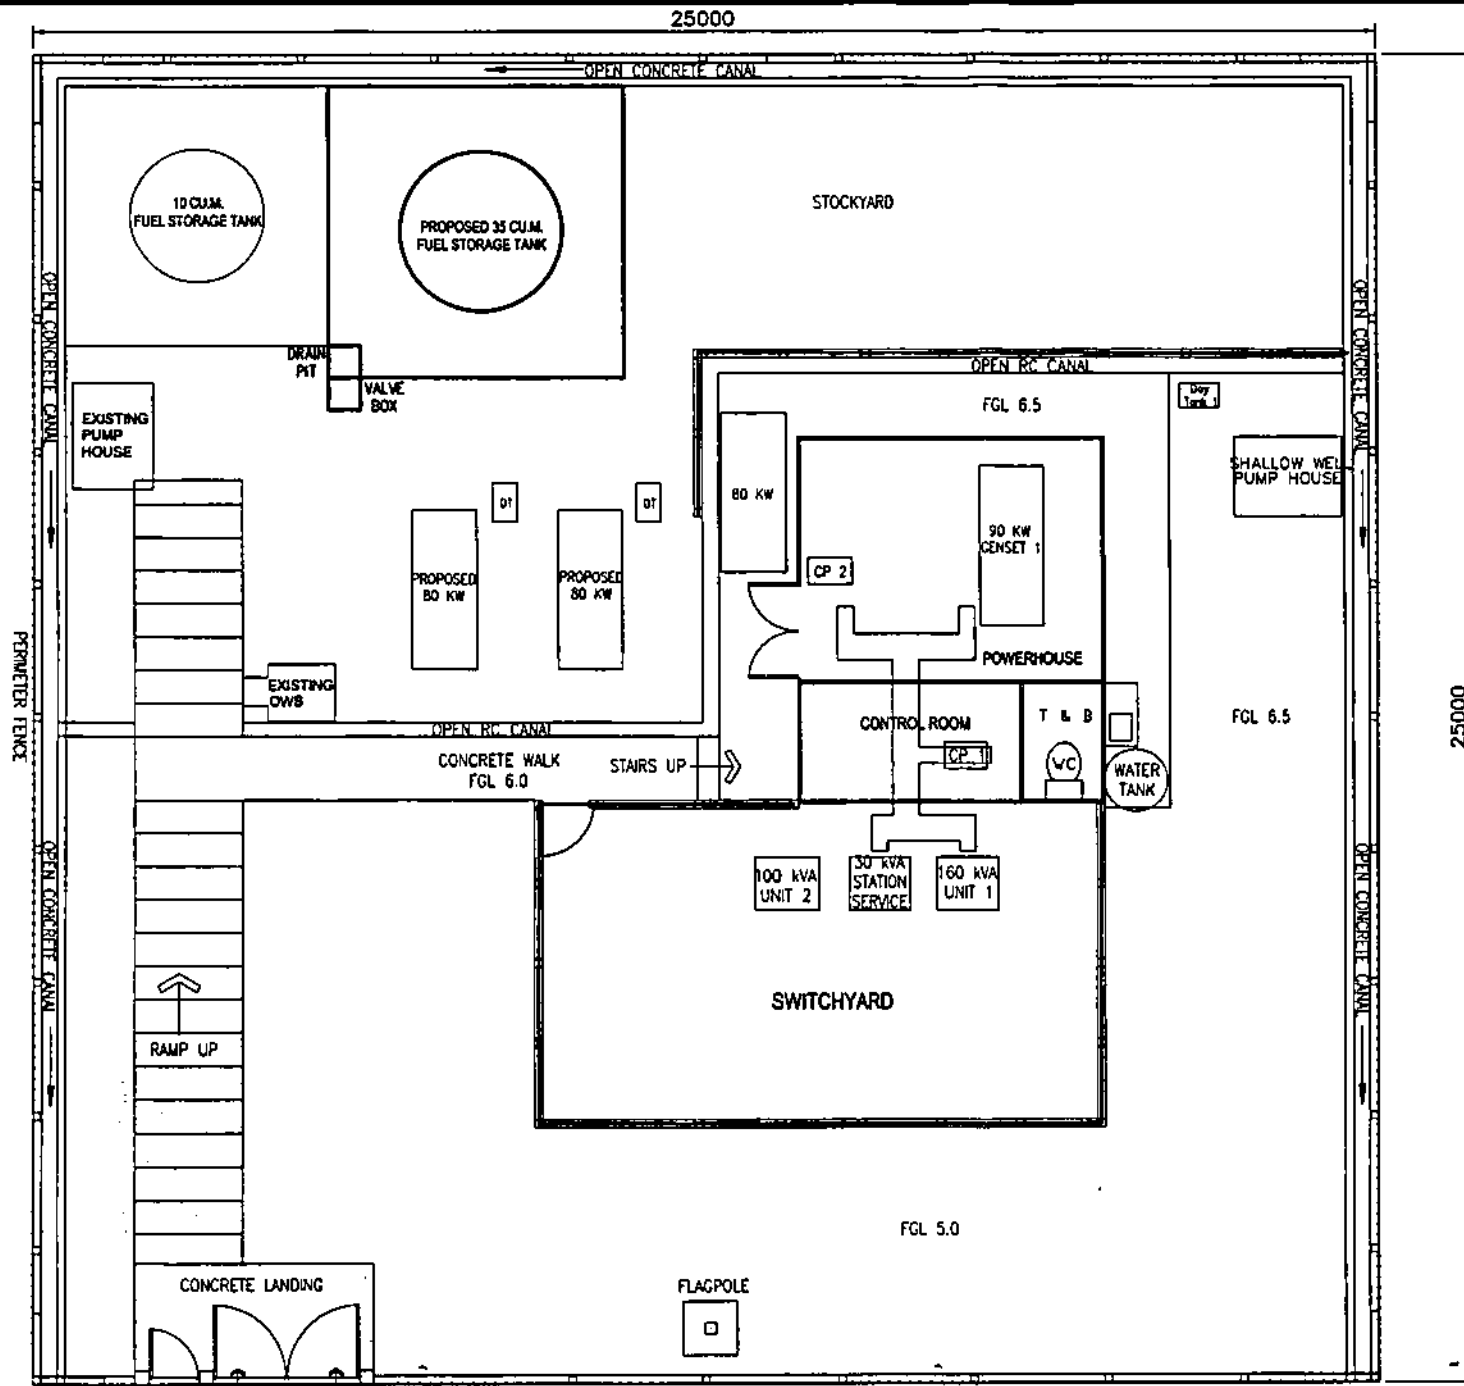 25000
OPEN CONCRETE CANAL
10 CU.M.
FUEL STORAGE TANK
PROPOSED 35 CU.M.
FUEL STORAGE TANK
STOCKYARD
OPEN CONCRETE CANAL
OPEN CONCRETE CANAL
DRAIN
PIT
VALVE
BOX
OPEN RC CANAL
EXISTING
PUMP
HOUSE
FGL 6.5
Day
Tank 1
SHALLOW WEL
PUMP HOUSE
80 KW
DT
DT
90 KW
GENSET 1
PROPOSED
80 KW
PROPOSED
80 KW
CP 2
PERIMETER FENCE
POWERHOUSE
EXISTING
OWS
OPEN RC CANAL
CONTROL ROOM
T & B
FGL 6.5
25000
CONCRETE WALK
FGL 6.0
STAIRS UP
CP 1
WC
WATER
TANK
OPEN CONCRETE CANAL
OPEN CONCRETE CANAL
100 kVA
UNIT 2
30 kVA
STATION
SERVICE
160 kVA
UNIT 1
SWITCHYARD
RAMP UP
FGL 5.0
CONCRETE LANDING
FLAGPOLE